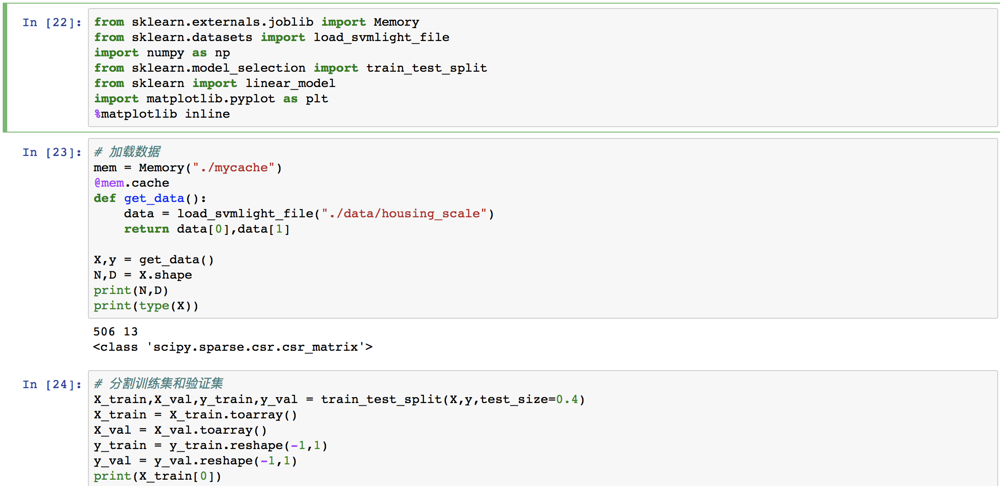 In [22]:
from sklearn.externals.joblib import Memory
from sklearn.datasets import load_svmlight_file
import numpy as np
from sklearn.model_selection import train_test_split
from sklearn import linear_model
import matplotlib.pyplot as plt
%matplotlib inline
In [23]:
# 加载数据
mem = Memory("./mycache")
@mem.cache
def get_data():
    data = load_svmlight_file("./data/housing_scale")
    return data[0],data[1]

X,y = get_data()
N,D = X.shape
print(N,D)
print(type(X))
506 13
<class 'scipy.sparse.csr.csr_matrix'>
In [24]:
# 分割训练集和验证集
X_train,X_val,y_train,y_val = train_test_split(X,y,test_size=0.4)
X_train = X_train.toarray()
X_val = X_val.toarray()
y_train = y_train.reshape(-1,1)
y_val = y_val.reshape(-1,1)
print(X_train[0])